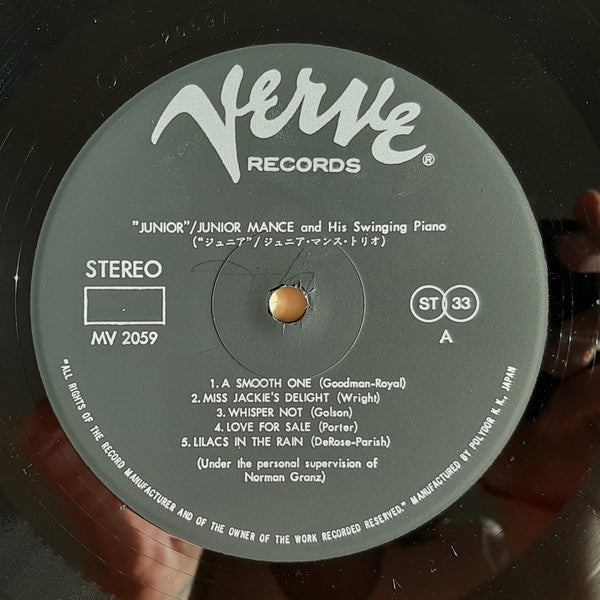 VERVE
RECORDS
®
"JUNIOR"/JUNIOR MANCE and His Swinging Piano
("ジュニア"/ジュニア・マンス・トリオ)
STEREO
MV 2059
ST 33
A
1. A SMOOTH ONE (Goodman-Royal)
2. MISS JACKIE'S DELIGHT (Wright)
3. WHISPER NOT (Golson)
4. LOVE FOR SALE (Porter)
5. LILACS IN THE RAIN (DeRose-Parish)
(Under the personal supervision of
Norman Granz)
"ALL RIGHTS OF THE RECORD MANUFACTURER AND OF THE OWNER OF THE WORK RECORDED RESERVED." MANUFACTURED BY POLYDOR K. K., JAPAN